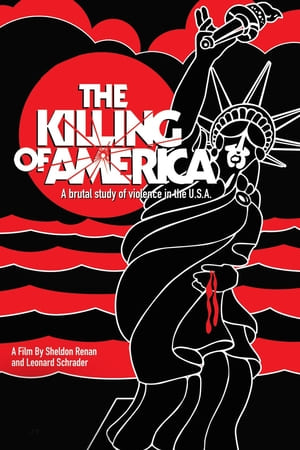 THE
KILLING
OF AMERICA
A brutal study of violence in the U.S.A.
A Film By Sheldon Renan
and Leonard Schrader